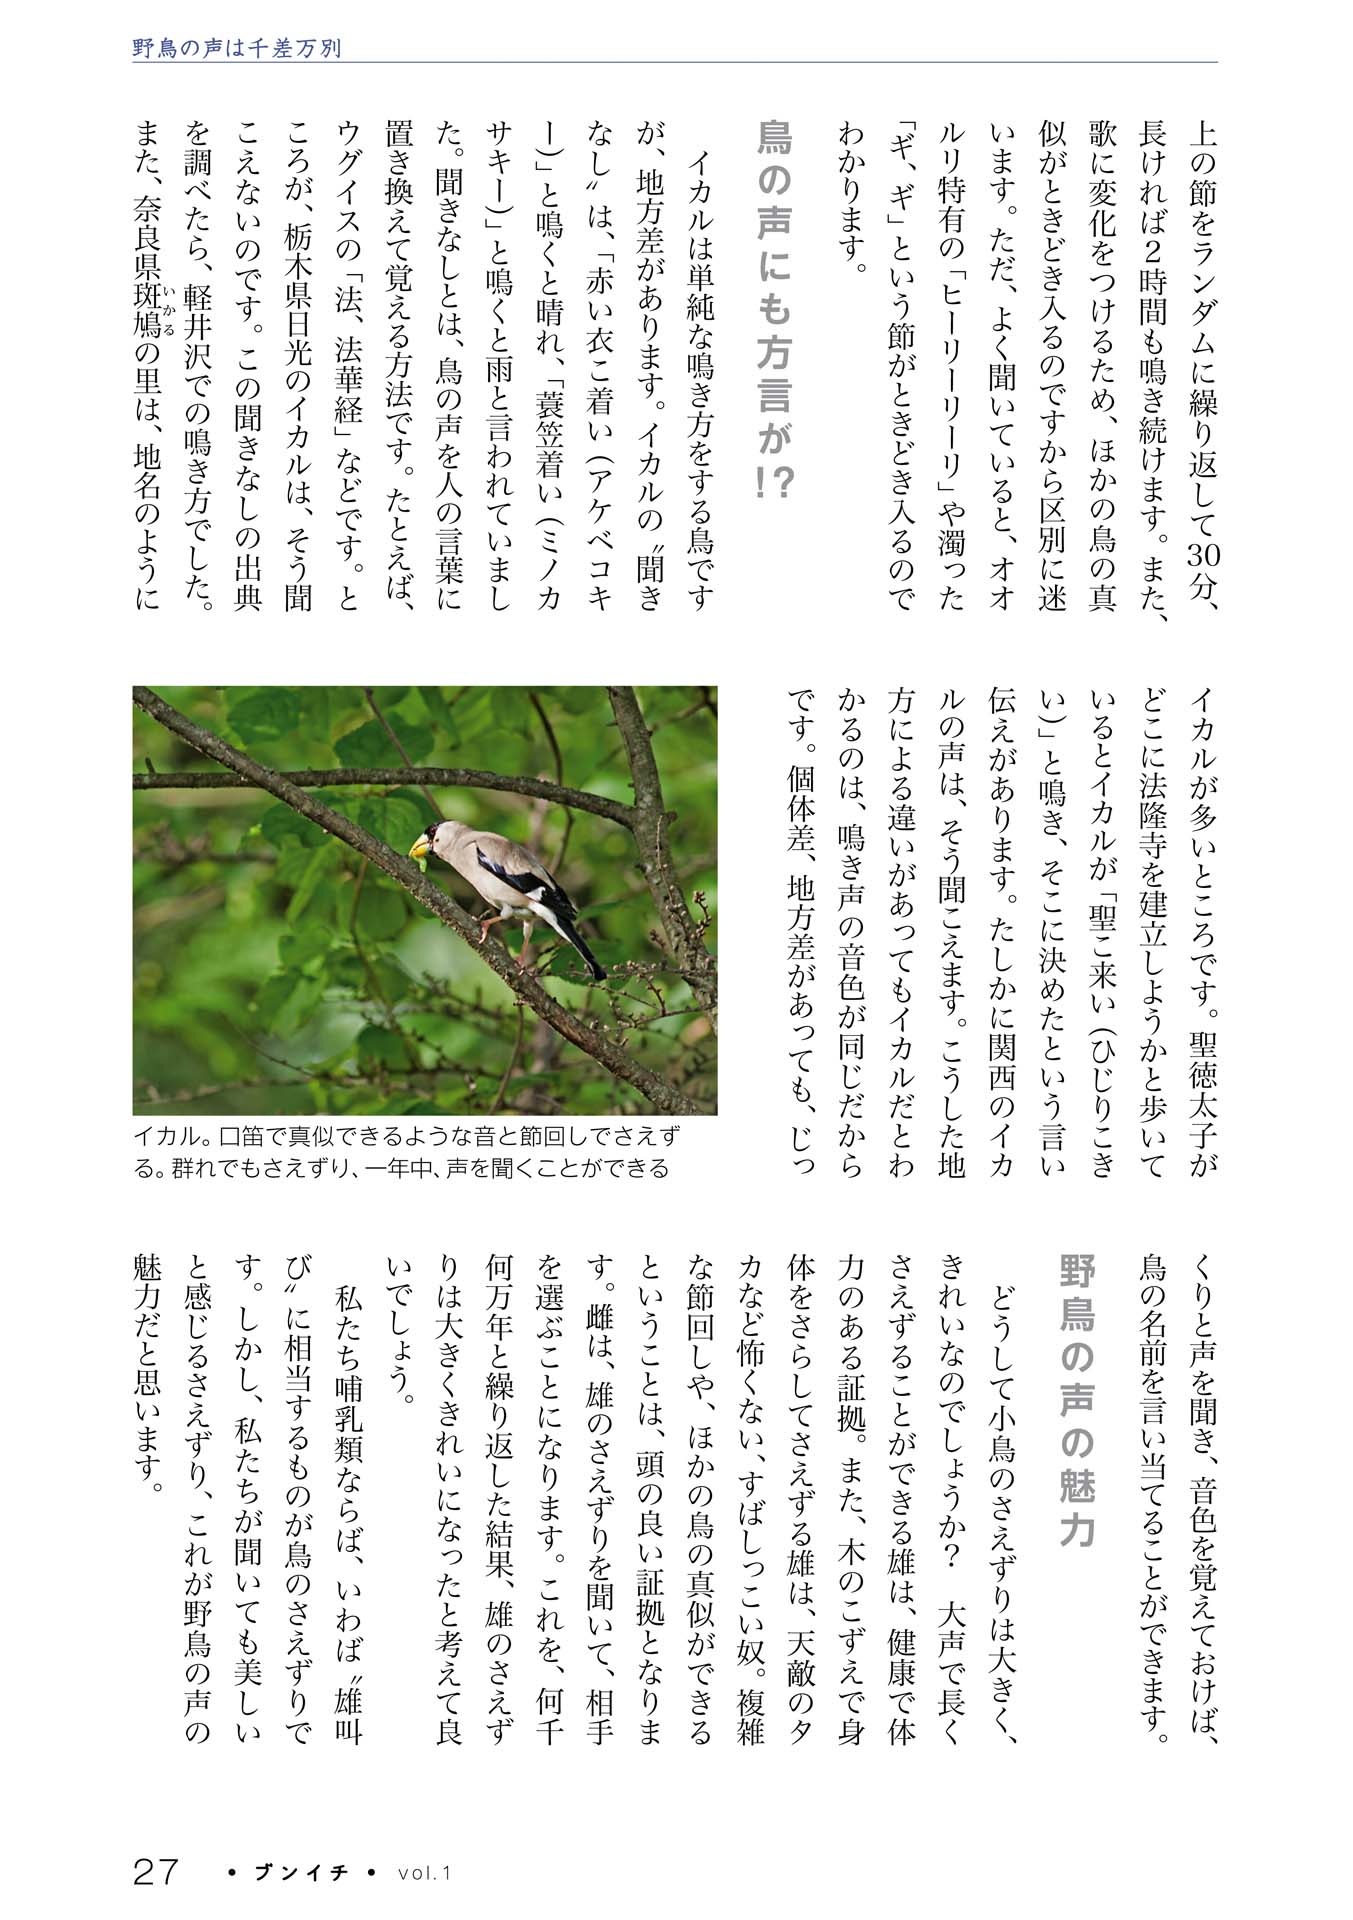 野鳥の声は千差万別
上の節をランダムに繰り返して30分、
長ければ２時間も鳴き続けます。また、
歌に変化をつけるため、ほかの鳥の真
似がときどき入るのですから区別に迷
います。ただ、よく聞いていると、オオ
ルリ特有の「ヒーリーリーリ」や濁った
「ギ、ギ」という節がときどき入るので
わかります。
鳥の声にも方言が!?
イカルは単純な鳴き方をする鳥です
が、地方差があります。イカルの〝聞き
なし〟は、「赤い衣こ着い（アケベコキ
ー）」と鳴くと晴れ、「蓑笠着い（ミノカ
サキー）」と鳴くと雨と言われていまし
た。聞きなしとは、鳥の声を人の言葉に
置き換えて覚える方法です。たとえば、
ウグイスの「法、法華経」などです。と
ころが、栃木県日光のイカルは、そう聞
こえないのです。この聞きなしの出典
を調べたら、軽井沢での鳴き方でした。
また、奈良県斑鳩いかるの里は、地名のように
イカルが多いところです。聖徳太子が
どこに法隆寺を建立しようかと歩いて
いるとイカルが「聖こ来い（ひじりこき
い）」と鳴き、そこに決めたという言い
伝えがあります。たしかに関西のイカ
ルの声は、そう聞こえます。こうした地
方による違いがあってもイカルだとわ
かるのは、鳴き声の音色が同じだから
です。個体差、地方差があっても、じっ
イカル。口笛で真似できるような音と節回しでさえず
る。群れでもさえずり、一年中、声を聞くことができる
くりと声を聞き、音色を覚えておけば、
鳥の名前を言い当てることができます。
野鳥の声の魅力
どうして小鳥のさえずりは大きく、
きれいなのでしょうか？　大声で長く
さえずることができる雄は、健康で体
力のある証拠。また、木のこずえで身
体をさらしてさえずる雄は、天敵のタ
カなど怖くない、すばしっこい奴。複雑
な節回しや、ほかの鳥の真似ができる
ということは、頭の良い証拠となりま
す。雌は、雄のさえずりを聞いて、相手
を選ぶことになります。これを、何千
何万年と繰り返した結果、雄のさえず
りは大きくきれいになったと考えて良
いでしょう。
私たち哺乳類ならば、いわば〝雄叫
び〟に相当するものが鳥のさえずりで
す。しかし、私たちが聞いても美しい
と感じるさえずり、これが野鳥の声の
魅力だと思います。
27 • ブンイチ • vol.1